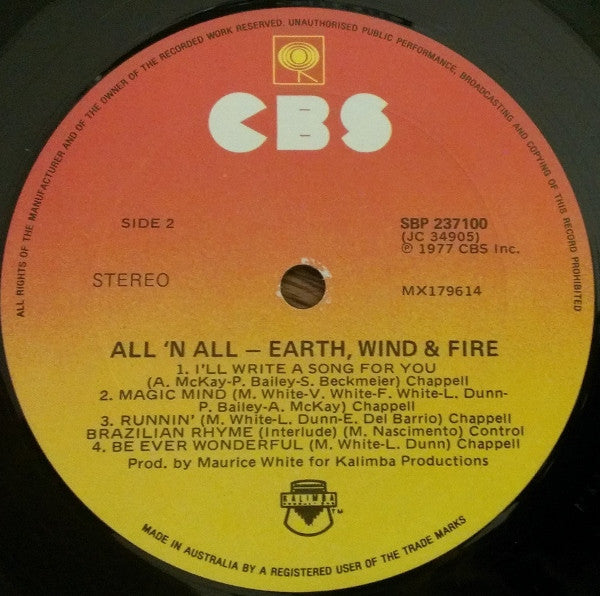 ALL RIGHTS OF THE MANUFACTURER AND OF THE OWNER OF THE RECORDED WORK RESERVED. UNAUTHORISED PUBLIC PERFORMANCE, BROADCASTING AND COPYING OF THIS RECORD PROHIBITED
CBS
SIDE 2
SBP 237100
(JC 34905)
℗ 1977 CBS Inc.
STEREO
MX179614
ALL 'N ALL – EARTH, WIND & FIRE
1. I'LL WRITE A SONG FOR YOU
(A. McKay-P. Bailey-S. Beckmeier) Chappell
2. MAGIC MIND (M. White-V. White-F. White-L. Dunn-
P. Bailey-A. McKay) Chappell
3. RUNNIN' (M. White-L. Dunn-E. Del Barrio) Chappell
BRAZILIAN RHYME (Interlude) (M. Nascimento) Control
4. BE EVER WONDERFUL (M. White-L. Dunn) Chappell
Prod. by Maurice White for Kalimba Productions
KALIMBA
PRODUCTIONS
TM
MADE IN AUSTRALIA BY A REGISTERED USER OF THE TRADE MARKS